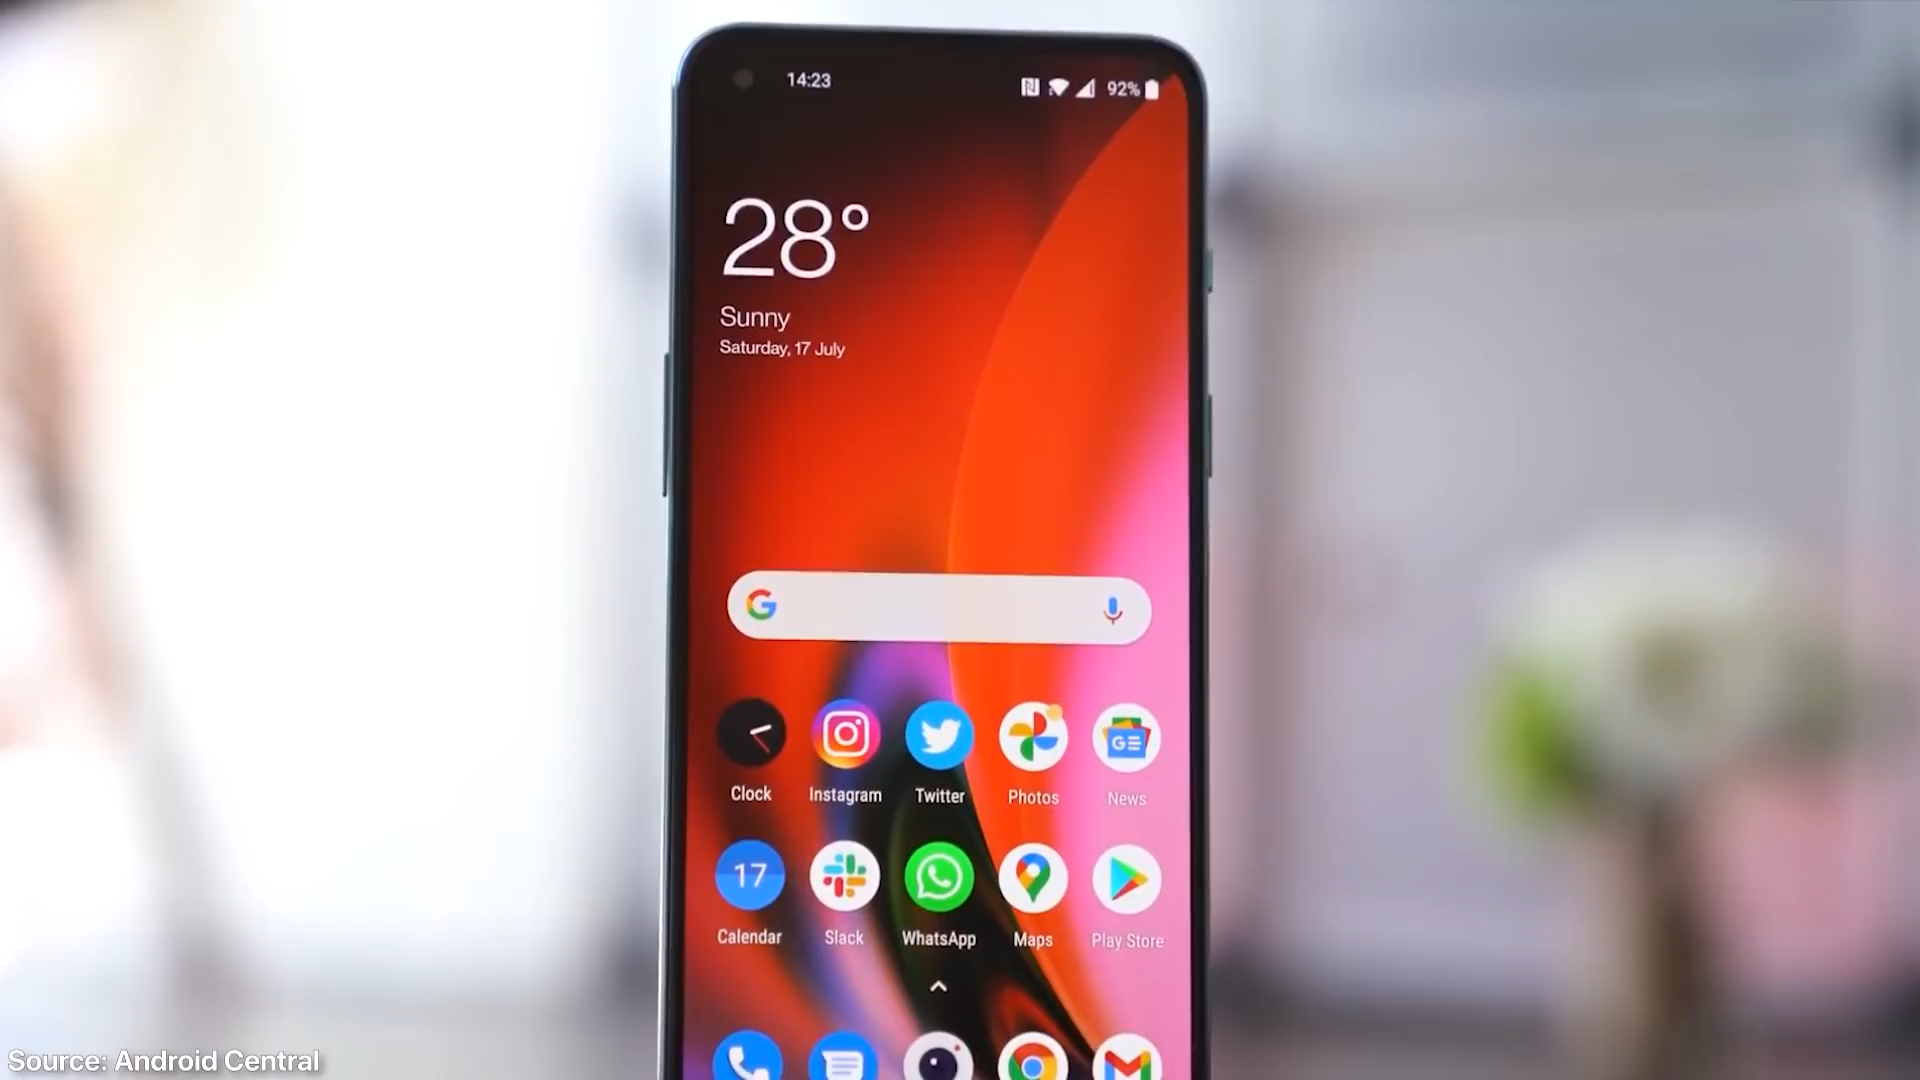 14:23 92%
28°
Sunny
Saturday, 17 July
G
Clock Instagram Twitter Photos News
17
Calendar Slack WhatsApp Maps Play Store
Source: Android Central